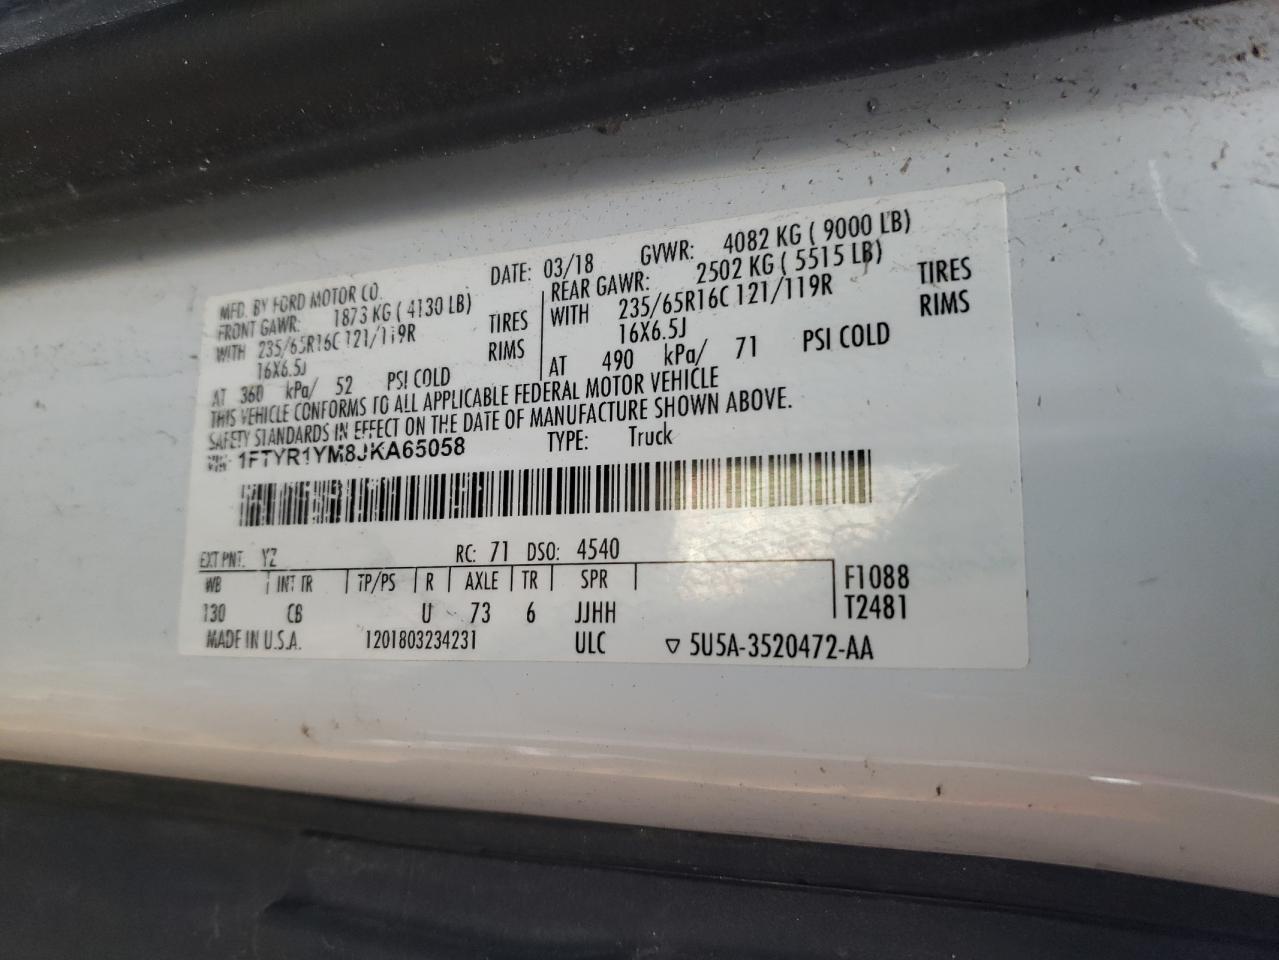 MFD. BY FORD MOTOR CO. DATE: 03/18 GVWR: 4082 KG ( 9000 LB)
FRONT GAWR: 1873 KG ( 4130 LB) REAR GAWR: 2502 KG ( 5515 LB)
WITH 235/65R16C 121/119R TIRES WITH 235/65R16C 121/119R TIRES
16X6.5J RIMS 16X6.5J RIMS
AT 360 kPa/ 52 PSI COLD AT 490 kPa/ 71 PSI COLD
THIS VEHICLE CONFORMS TO ALL APPLICABLE FEDERAL MOTOR VEHICLE
SAFETY STANDARDS IN EFFECT ON THE DATE OF MANUFACTURE SHOWN ABOVE.
VIN: 1FTYR1YM8JKA65058 TYPE: Truck
EXT PNT: YZ RC: 71 DSO: 4540
WB INT TR TP/PS R AXLE TR SPR F1088
130 CB U 73 6 JJHH T2481
MADE IN U.S.A. 1201803234231 ULC ▽ 5U5A-3520472-AA